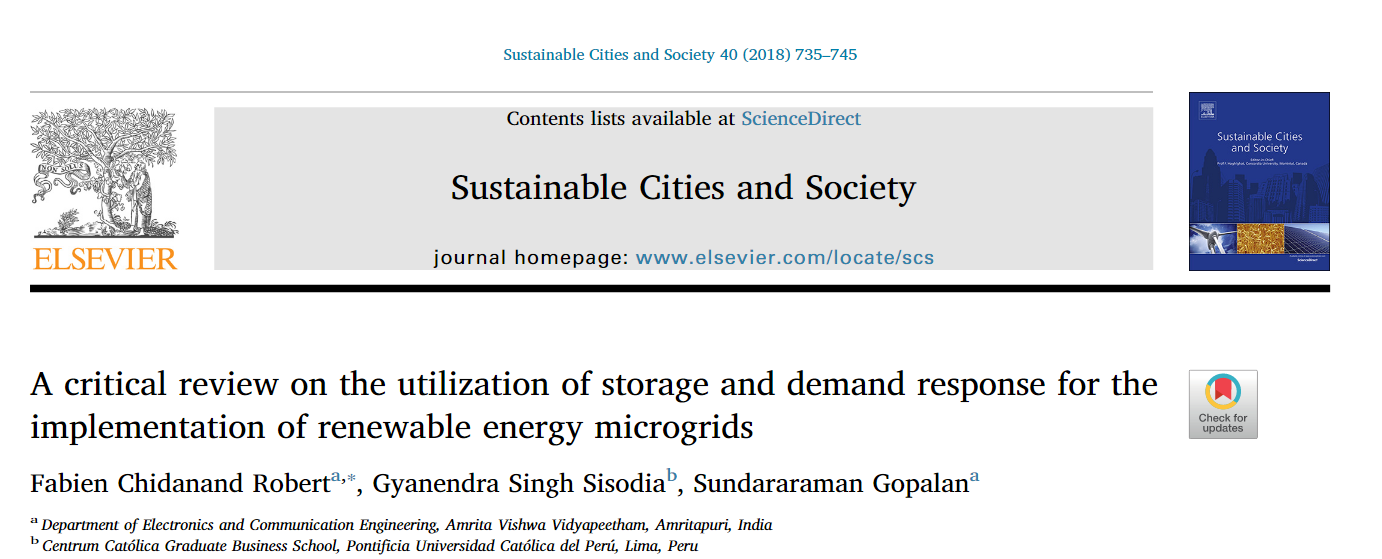 Sustainable Cities and Society 40 (2018) 735–745
Contents lists available at ScienceDirect
Sustainable Cities and Society
journal homepage: www.elsevier.com/locate/scs
ELSEVIER
Sustainable Cities
and Society
A critical review on the utilization of storage and demand response for the
implementation of renewable energy microgrids
Check for
updates
Fabien Chidanand Roberta,*, Gyanendra Singh Sisodiab, Sundararaman Gopalana
a Department of Electronics and Communication Engineering, Amrita Vishwa Vidyapeetham, Amritapuri, India
b Centrum Católica Graduate Business School, Pontificia Universidad Católica del Perú, Lima, Peru